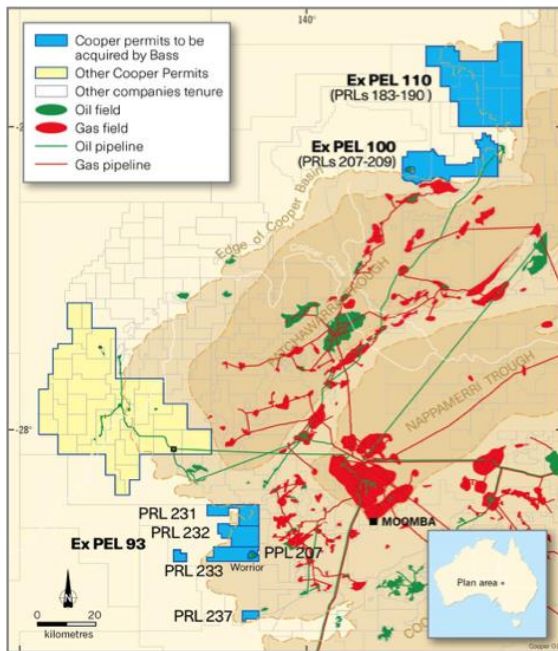 140°
Cooper permits to be
acquired by Bass
Other Cooper Permits
Other companies tenure
Oil field
Gas field
Oil pipeline
Gas pipeline
Ex PEL 110
(PRLs 183-190 )
Ex PEL 100
(PRLs 207-209)
Edge of Cooper Basin
TROUGH
NAPPAMERRI TROUGH
-28°
PRL 231
PRL 232
Ex PEL 93
PRL 233
PPL 207
Worrior
PRL 237
MOOMBA
N
0
20
kilometres
Plan area
Cooper